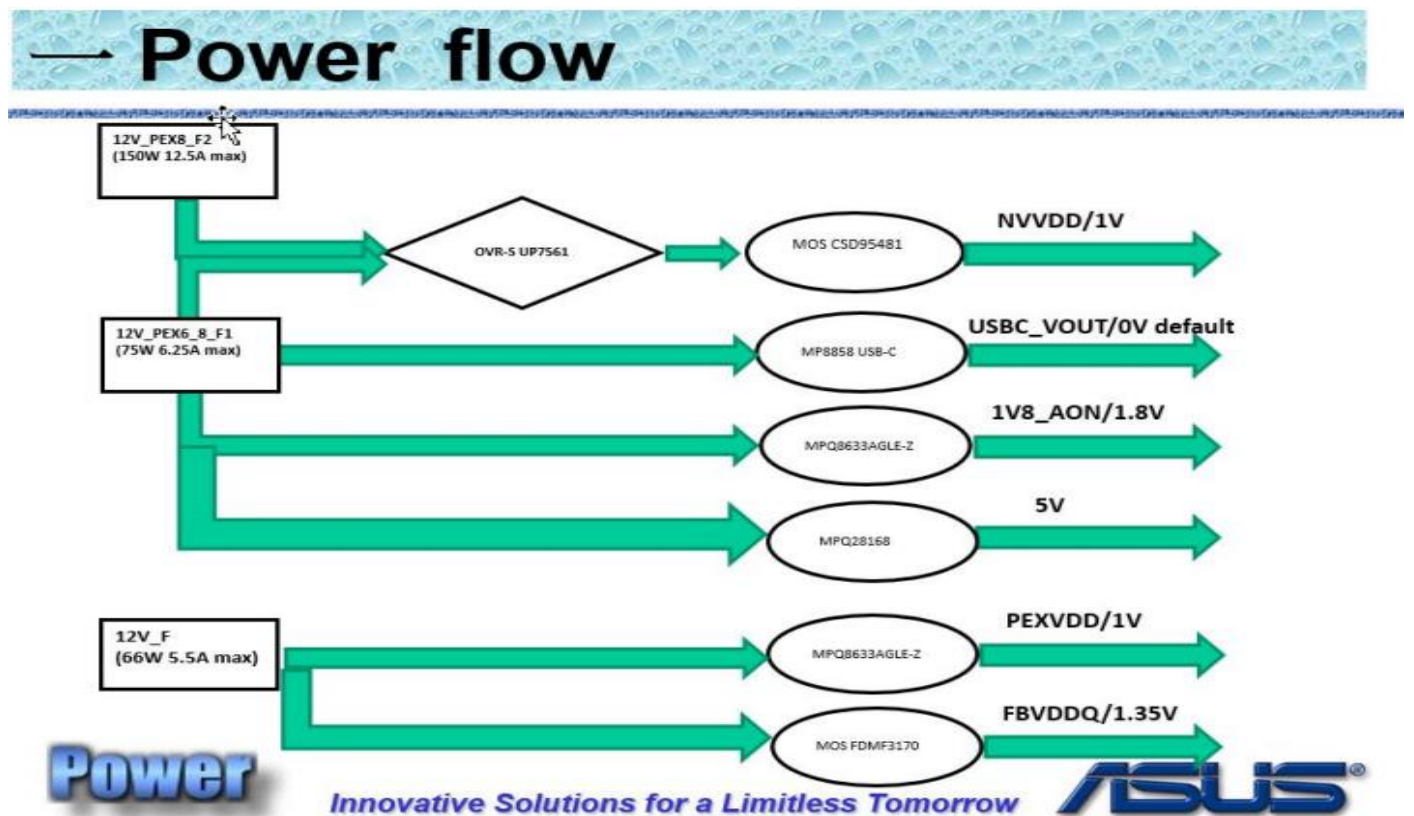 一 Power flow
12V_PEX8_F2
(150W 12.5A max)
OVR-S UP7561
MOS CSD95481
NVVDD/1V
12V_PEX6_8_F1
(75W 6.25A max)
MP8858 USB-C
USBC_VOUT/0V default
MPQ8633AGLE-Z
1V8_AON/1.8V
MPQ28168
5V
12V_F
(66W 5.5A max)
MPQ8633AGLE-Z
PEXVDD/1V
MOS FDMF3170
FBVDDQ/1.35V
Power
Innovative Solutions for a Limitless Tomorrow
ASUS®